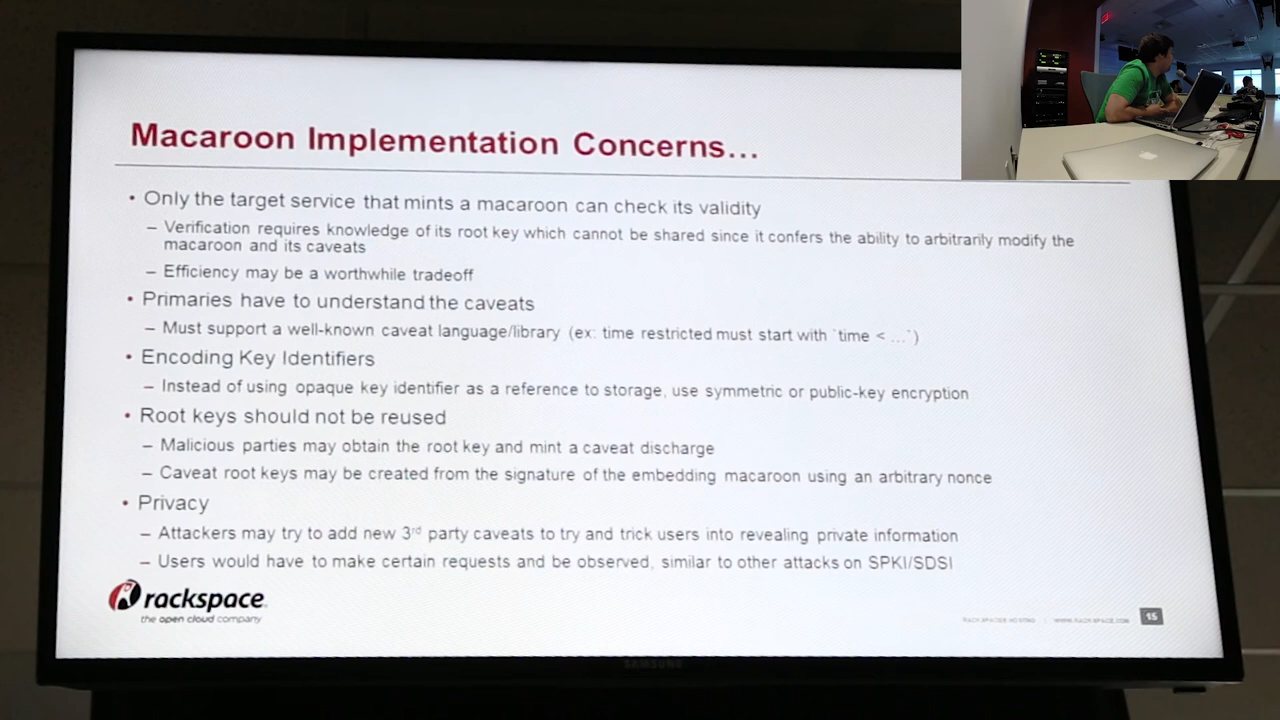 Macaroon Implementation Concerns...
• Only the target service that mints a macaroon can check its validity
– Verification requires knowledge of its root key which cannot be shared since it confers the ability to arbitrarily modify the
macaroon and its caveats
– Efficiency may be a worthwhile tradeoff
• Primaries have to understand the caveats
– Must support a well-known caveat language/library (ex: time restricted must start with `time < ...`)
• Encoding Key Identifiers
– Instead of using opaque key identifier as a reference to storage, use symmetric or public-key encryption
• Root keys should not be reused
– Malicious parties may obtain the root key and mint a caveat discharge
– Caveat root keys may be created from the signature of the embedding macaroon using an arbitrary nonce
• Privacy
– Attackers may try to add new 3rd party caveats to try and trick users into revealing private information
– Users would have to make certain requests and be observed, similar to other attacks on SPKI/SDSI
rackspace
the open cloud company
RACKSPACE® HOSTING | WWW.RACKSPACE.COM
15
SAMSUNG